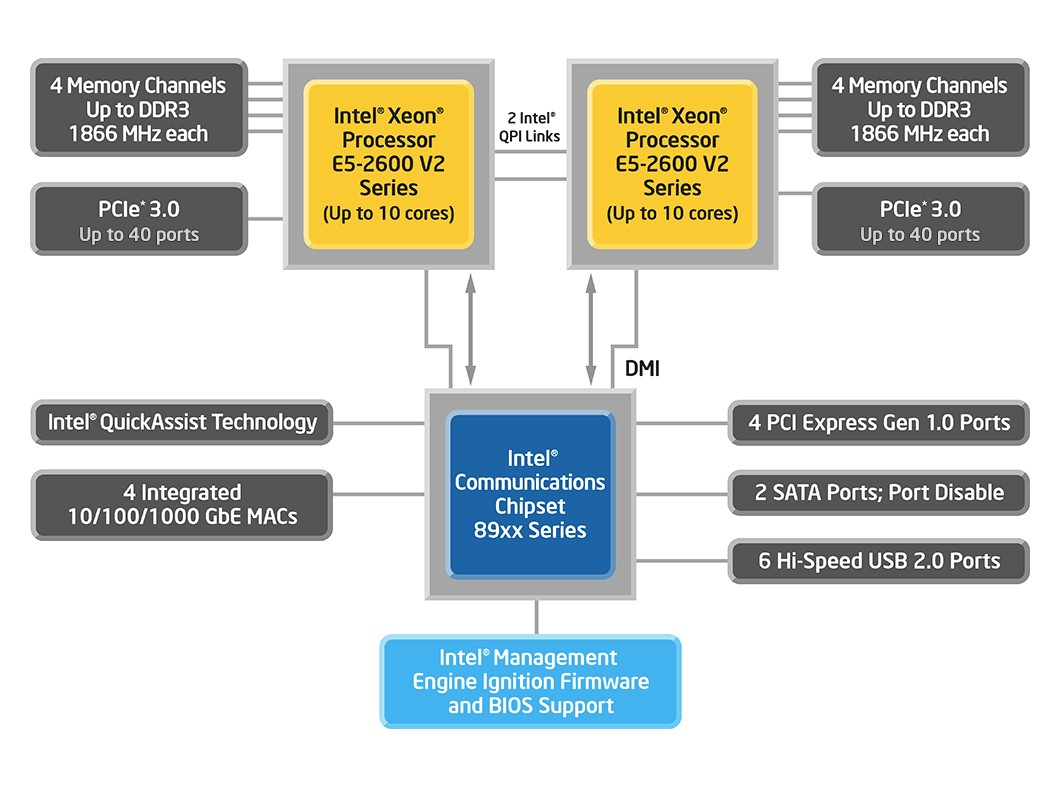 4 Memory Channels
Up to DDR3
1866 MHz each
PCIe* 3.0
Up to 40 ports
Intel® Xeon®
Processor
E5-2600 V2
Series
(Up to 10 cores)
2 Intel®
QPI Links
Intel® Xeon®
Processor
E5-2600 V2
Series
(Up to 10 cores)
4 Memory Channels
Up to DDR3
1866 MHz each
PCIe* 3.0
Up to 40 ports
DMI
Intel® QuickAssist Technology
4 Integrated
10/100/1000 GbE MACs
Intel®
Communications
Chipset
89xx Series
4 PCI Express Gen 1.0 Ports
2 SATA Ports; Port Disable
6 Hi-Speed USB 2.0 Ports
Intel® Management
Engine Ignition Firmware
and BIOS Support